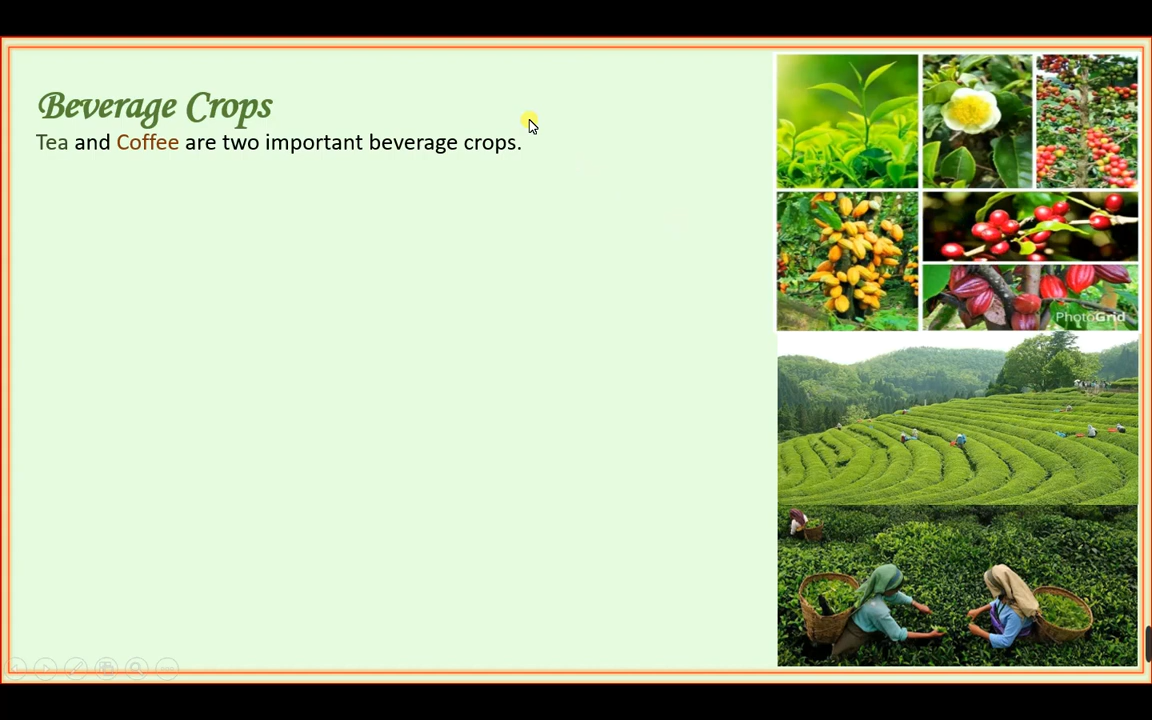 Beverage Crops
Tea and Coffee are two important beverage crops.
PhotoGrid